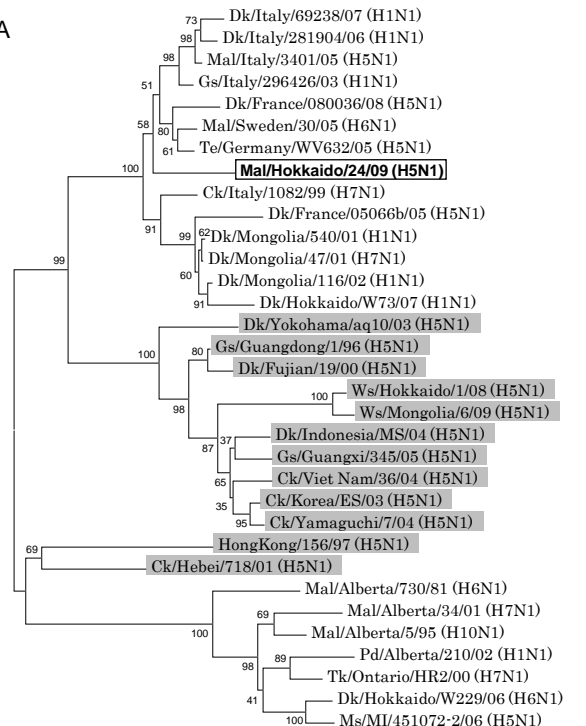 A
73
Dk/Italy/69238/07 (H1N1)
98
Dk/Italy/281904/06 (H1N1)
98
Mal/Italy/3401/05 (H5N1)
Gs/Italy/296426/03 (H1N1)
51
Dk/France/080036/08 (H5N1)
58
80
Mal/Sweden/30/05 (H6N1)
61
Te/Germany/WV632/05 (H5N1)
100
Mal/Hokkaido/24/09 (H5N1)
Ck/Italy/1082/99 (H7N1)
91
Dk/France/05066b/05 (H5N1)
99
62
Dk/Mongolia/540/01 (H1N1)
Dk/Mongolia/47/01 (H7N1)
60
Dk/Mongolia/116/02 (H1N1)
91
Dk/Hokkaido/W73/07 (H1N1)
99
Dk/Yokohama/aq10/03 (H5N1)
100
80
Gs/Guangdong/1/96 (H5N1)
Dk/Fujian/19/00 (H5N1)
98
100
Ws/Hokkaido/1/08 (H5N1)
Ws/Mongolia/6/09 (H5N1)
87
37
Dk/Indonesia/MS/04 (H5N1)
Gs/Guangxi/345/05 (H5N1)
65
Ck/Viet Nam/36/04 (H5N1)
35
Ck/Korea/ES/03 (H5N1)
95
Ck/Yamaguchi/7/04 (H5N1)
69
HongKong/156/97 (H5N1)
Ck/Hebei/718/01 (H5N1)
Mal/Alberta/730/81 (H6N1)
100
69
Mal/Alberta/34/01 (H7N1)
Mal/Alberta/5/95 (H10N1)
98
89
Pd/Alberta/210/02 (H1N1)
Tk/Ontario/HR2/00 (H7N1)
41
Dk/Hokkaido/W229/06 (H6N1)
100
Ms/MI/451072-2/06 (H5N1)